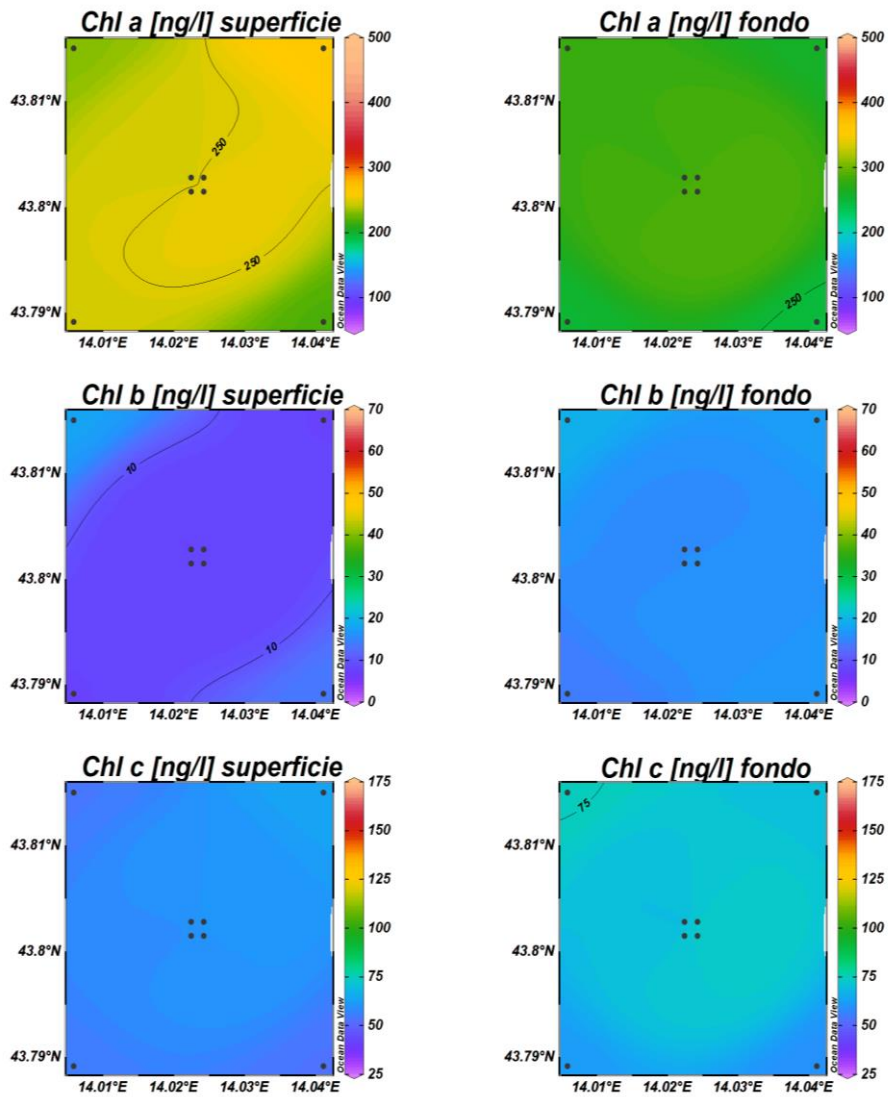 Chl a [ng/l] superficie
43.81°N
43.8°N
43.79°N
14.01°E 14.02°E 14.03°E 14.04°E
250
250
500
400
300
200
100
Ocean Data View
Chl a [ng/l] fondo
43.81°N
43.8°N
43.79°N
14.01°E 14.02°E 14.03°E 14.04°E
250
500
400
300
200
100
Ocean Data View
Chl b [ng/l] superficie
43.81°N
43.8°N
43.79°N
14.01°E 14.02°E 14.03°E 14.04°E
10
10
70
60
50
40
30
20
10
0
Ocean Data View
Chl b [ng/l] fondo
43.81°N
43.8°N
43.79°N
14.01°E 14.02°E 14.03°E 14.04°E
70
60
50
40
30
20
10
0
Ocean Data View
Chl c [ng/l] superficie
43.81°N
43.8°N
43.79°N
14.01°E 14.02°E 14.03°E 14.04°E
175
150
125
100
75
50
25
Ocean Data View
Chl c [ng/l] fondo
43.81°N
43.8°N
43.79°N
14.01°E 14.02°E 14.03°E 14.04°E
75
175
150
125
100
75
50
25
Ocean Data View